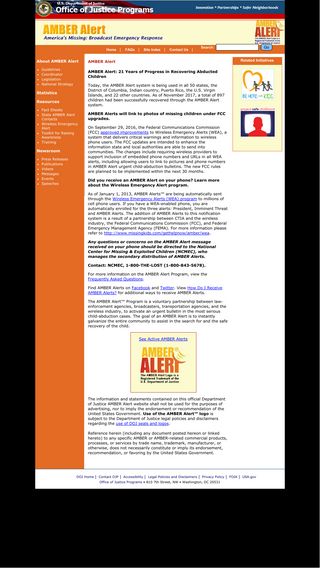 U.S. Department of Justice
Office of Justice Programs
Innovation • Partnerships • Safer Neighborhoods
AMBER Alert
America's Missing: Broadcast Emergency Response
Home | FAQs | Site Index | Contact Us | Search:
About AMBER Alert
Guidelines
Coordinator
Legislation
National Strategy
Statistics
Resources
Fact Sheets
State AMBER Alert Contacts
Wireless Emergency Alert
Toolkit for Raising Awareness
Training
Newsroom
Press Releases
Publications
Videos
Messages
Events
Speeches
AMBER Alert
AMBER Alert: 21 Years of Progress in Recovering Abducted
Children
Today, the AMBER Alert system is being used in all 50 states, the
District of Columbia, Indian country, Puerto Rico, the U.S. Virgin
Islands, and 22 other countries. As of November 2017, a total of 897
children had been successfully recovered through the AMBER Alert
system.
AMBER Alerts will link to photos of missing children under FCC
upgrades.
On September 29, 2016, the Federal Communications Commission
(FCC) approved improvements to Wireless Emergency Alerts (WEA), a
system that delivers critical warnings and information to wireless
phone users. The FCC updates are intended to enhance the
information state and local authorities are able to send into
communities. The changes include requiring wireless providers to
support inclusion of embedded phone numbers and URLs in all WEA
alerts, including allowing users to link to pictures and phone numbers
in AMBER Alert urgent child-abduction bulletins. The new FCC rules
are planned to be implemented within the next 30 months.
Did you receive an AMBER Alert on your phone? Learn more
about the Wireless Emergency Alert program.
As of January 1, 2013, AMBER Alerts™ are being automatically sent
through the Wireless Emergency Alerts (WEA) program to millions of
cell phone users. If you have a WEA-enabled phone, you are
automatically enrolled for the three alerts: President, Imminent Threat
and AMBER Alerts. The addition of AMBER Alerts to this notification
system is a result of a partnership between CTIA and the wireless
industry, the Federal Communications Commission (FCC), and Federal
Emergency Management Agency (FEMA). For more information please
refer to http://www.missingkids.com/gethelpnow/amber/wea.
Any questions or concerns on the AMBER Alert message
received on your phone should be directed to the National Center
for Missing & Exploited Children (NCMEC), who
manages the secondary distribution of AMBER Alerts.
Contact: NCMEC, 1-800-THE-LOST (1-800-843-5678).
For more information on the AMBER Alert Program, view the
Frequently Asked Questions.
Find AMBER Alerts on Facebook and Twitter. View How Do I Receive
AMBER Alerts? for additional ways to receive AMBER Alerts.
The AMBER Alert™ Program is a voluntary partnership between law-
enforcement agencies, broadcasters, transportation agencies, and the
wireless industry, to activate an urgent bulletin in the most serious
child-abduction cases. The goal of an AMBER Alert is to instantly
galvanize the entire community to assist in the search for and the safe
recovery of the child.
See Active AMBER Alerts
AMBER
ALERT
The AMBER Alert Logo is a
Registered Trademark of the
U.S. Department of Justice
The information and statements contained on this official Department
of Justice AMBER Alert website shall not be used for the purposes of
advertising, nor to imply the endorsement or recommendation of the
United States Government. Use of the AMBER Alert™ logo is
subject to the Department of Justice legal policies and disclaimers
regarding the use of DOJ seals and logos.
Reference herein (including any document posted hereon or linked
hereto) to any specific AMBER or AMBER-related commercial products,
processes, or services by trade name, trademark, manufacturer, or
otherwise, does not necessarily constitute or imply its endorsement,
recommendation, or favoring by the United States Government.
Related Initiatives
DOJ Home | Contact OJP | Accessibility | Legal Policies and Disclaimers | Privacy Policy | FOIA | USA.gov
Office of Justice Programs • 810 7th Street, NW • Washington, DC 20531